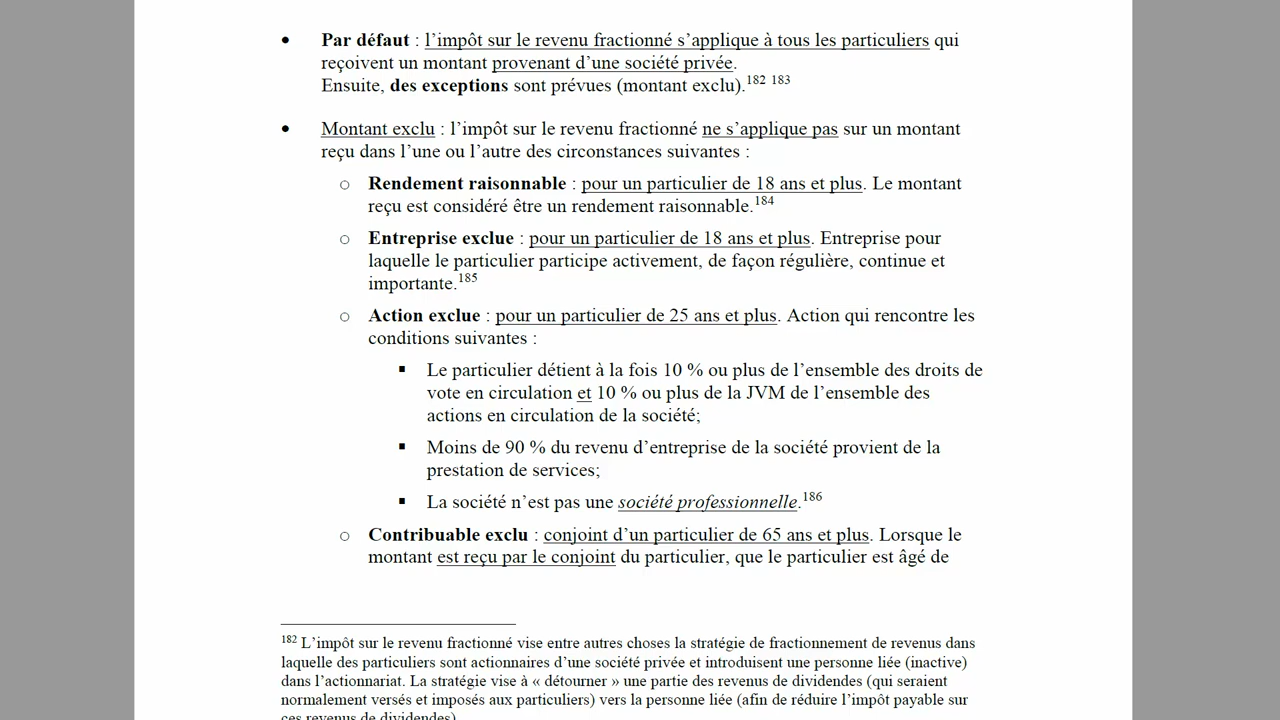 • Par défaut : l’impôt sur le revenu fractionné s’applique à tous les particuliers qui
reçoivent un montant provenant d’une société privée.
Ensuite, des exceptions sont prévues (montant exclu).182 183
• Montant exclu : l’impôt sur le revenu fractionné ne s’applique pas sur un montant
reçu dans l’une ou l’autre des circonstances suivantes :
o Rendement raisonnable : pour un particulier de 18 ans et plus. Le montant
reçu est considéré être un rendement raisonnable.184
o Entreprise exclue : pour un particulier de 18 ans et plus. Entreprise pour
laquelle le particulier participe activement, de façon régulière, continue et
importante.185
o Action exclue : pour un particulier de 25 ans et plus. Action qui rencontre les
conditions suivantes :
▪ Le particulier détient à la fois 10 % ou plus de l’ensemble des droits de
vote en circulation et 10 % ou plus de la JVM de l’ensemble des
actions en circulation de la société;
▪ Moins de 90 % du revenu d’entreprise de la société provient de la
prestation de services;
▪ La société n’est pas une société professionnelle.186
o Contribuable exclu : conjoint d’un particulier de 65 ans et plus. Lorsque le
montant est reçu par le conjoint du particulier, que le particulier est âgé de
182 L’impôt sur le revenu fractionné vise entre autres choses la stratégie de fractionnement de revenus dans
laquelle des particuliers sont actionnaires d’une société privée et introduisent une personne liée (inactive)
dans l’actionnariat. La stratégie vise à « détourner » une partie des revenus de dividendes (qui seraient
normalement versés et imposés aux particuliers) vers la personne liée (afin de réduire l’impôt payable sur
ces revenus de dividendes)